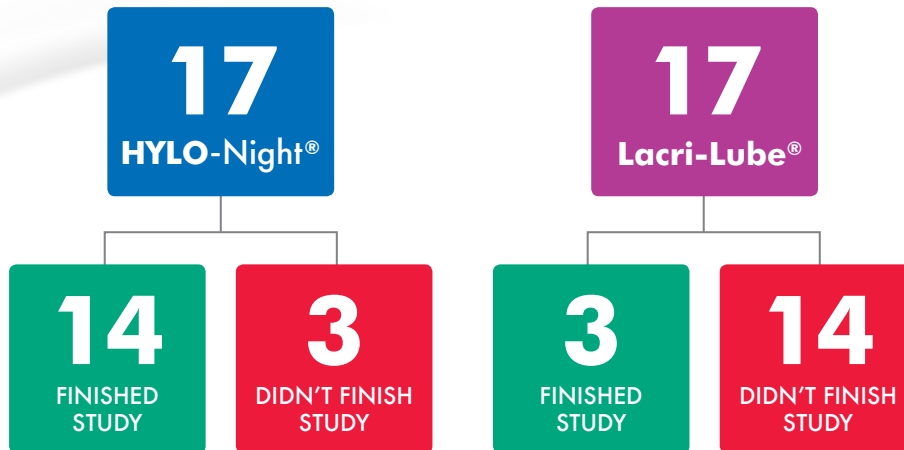 17
HYLO-Night®
14
FINISHED
STUDY
3
DIDN'T FINISH
STUDY
17
Lacri-Lube®
3
FINISHED
STUDY
14
DIDN'T FINISH
STUDY